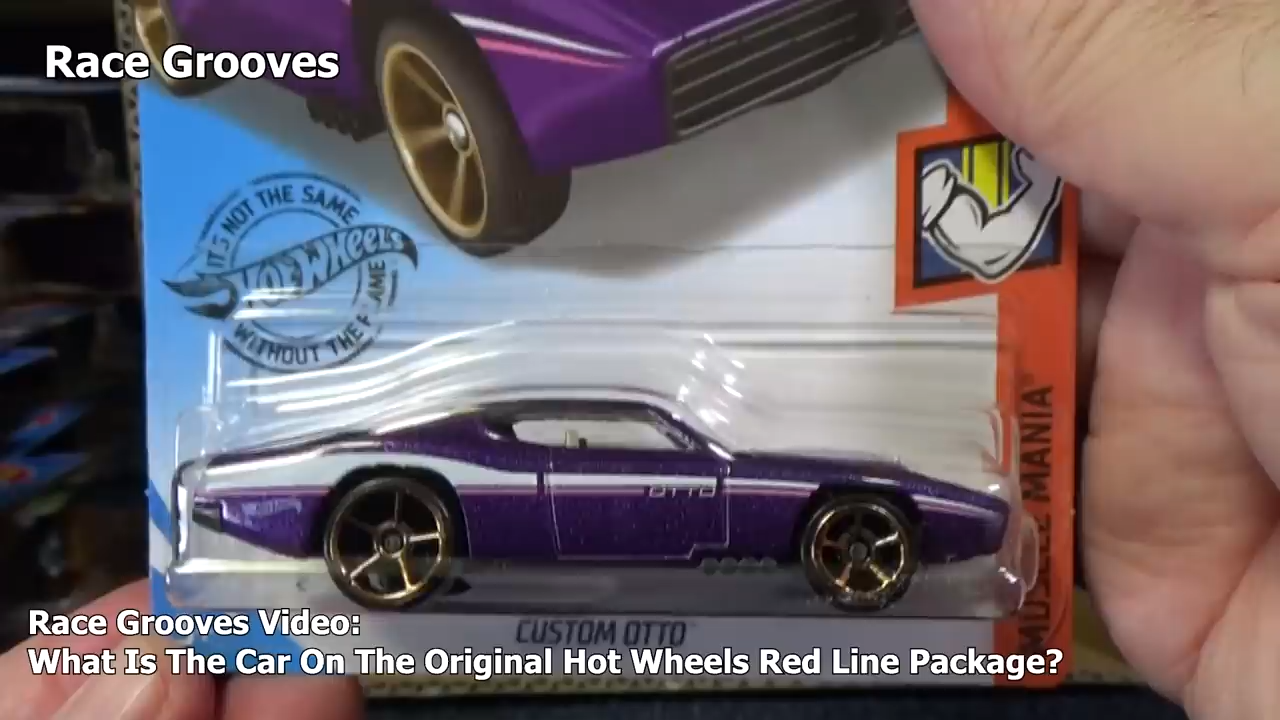 Race Grooves
IT'S NOT THE SAME
Hot Wheels
WITHOUT THE FLAME
OTTO
MUSCLE MANIA
CUSTOM OTTO
Race Grooves Video:
What Is The Car On The Original Hot Wheels Red Line Package?